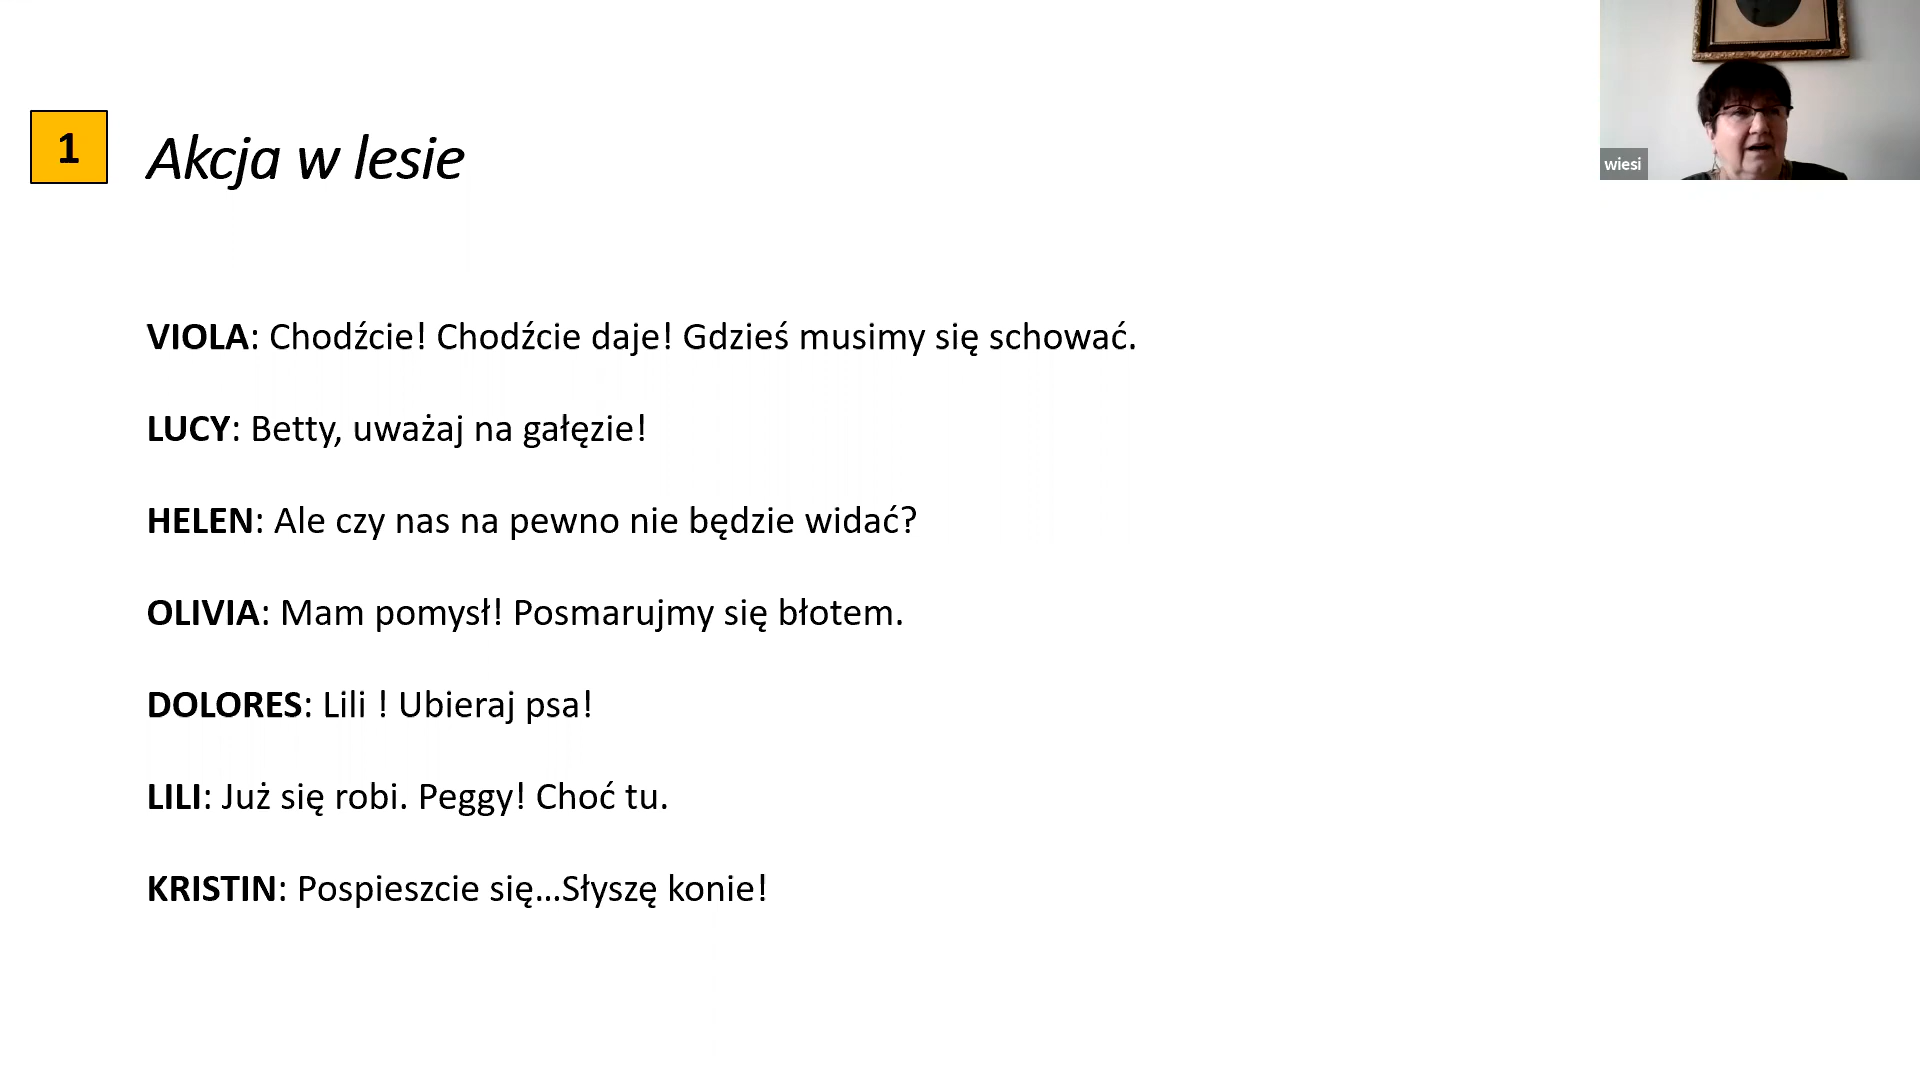 1
Akcja w lesie
wiesi
VIOLA: Chodźcie! Chodźcie daje! Gdzieś musimy się schować.
LUCY: Betty, uważaj na gałęzie!
HELEN: Ale czy nas na pewno nie będzie widać?
OLIVIA: Mam pomysł! Posmarujmy się błotem.
DOLORES: Lili ! Ubieraj psa!
LILI: Już się robi. Peggy! Choć tu.
KRISTIN: Pospieszcie się...Słyszę konie!